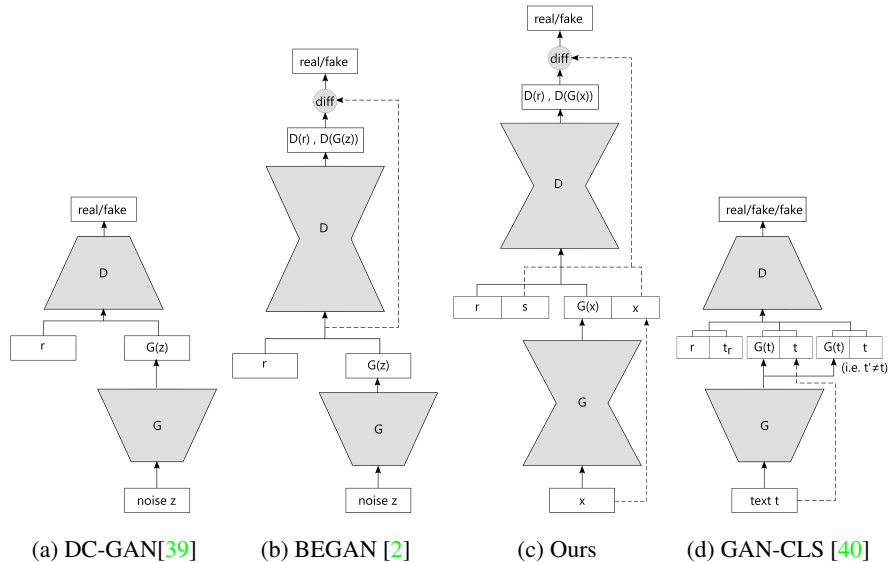 real/fake
D
r
G(z)
G
noise z
(a) DC-GAN[39]
real/fake
diff
D(r) , D(G(z))
D
r
G(z)
G
noise z
(b) BEGAN [2]
real/fake
diff
D(r) , D(G(x))
D
r s G(x) x
G
x
(c) Ours
real/fake/fake
D
r tr G(t) t G(t) t
(i.e. t'≠t)
G
text t
(d) GAN-CLS [40]